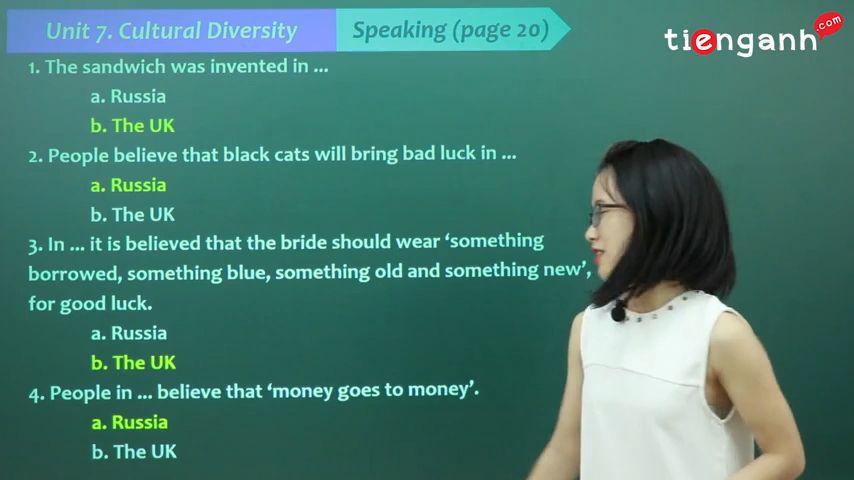 Unit 7. Cultural Diversity
Speaking (page 20)
tienganh.com
1. The sandwich was invented in ...
a. Russia
b. The UK
2. People believe that black cats will bring bad luck in ...
a. Russia
b. The UK
3. In ... it is believed that the bride should wear ‘something
borrowed, something blue, something old and something new’,
for good luck.
a. Russia
b. The UK
4. People in ... believe that ‘money goes to money’.
a. Russia
b. The UK